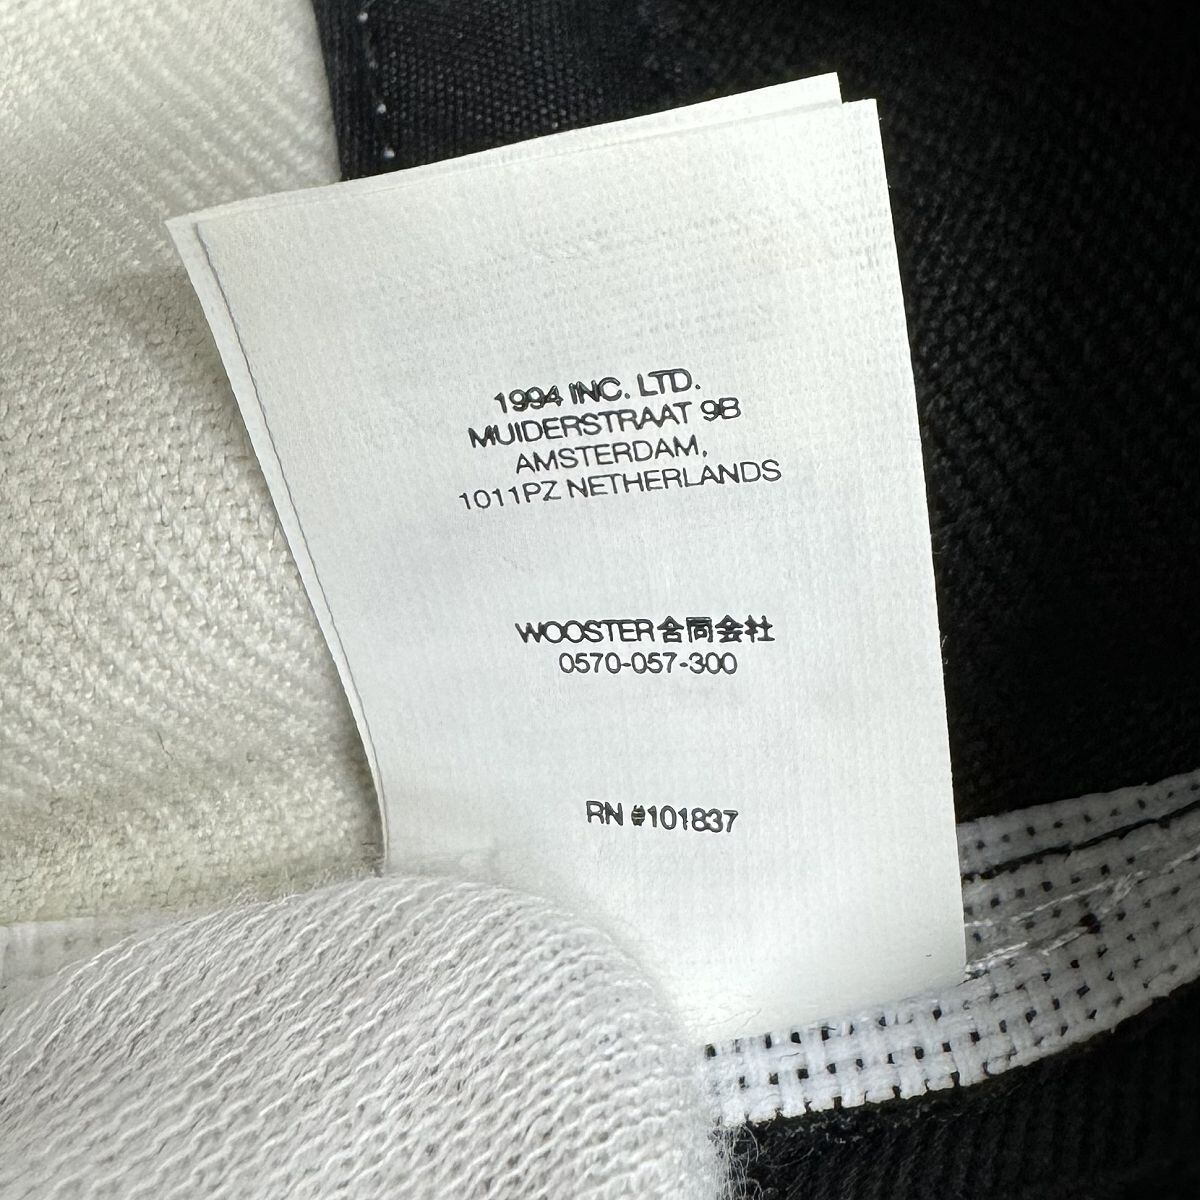 1994 INC. LTD.
MUIDERSTRAAT 9B
AMSTERDAM,
1011PZ NETHERLANDS
WOOSTER合同会社
0570-057-300
RN #101837